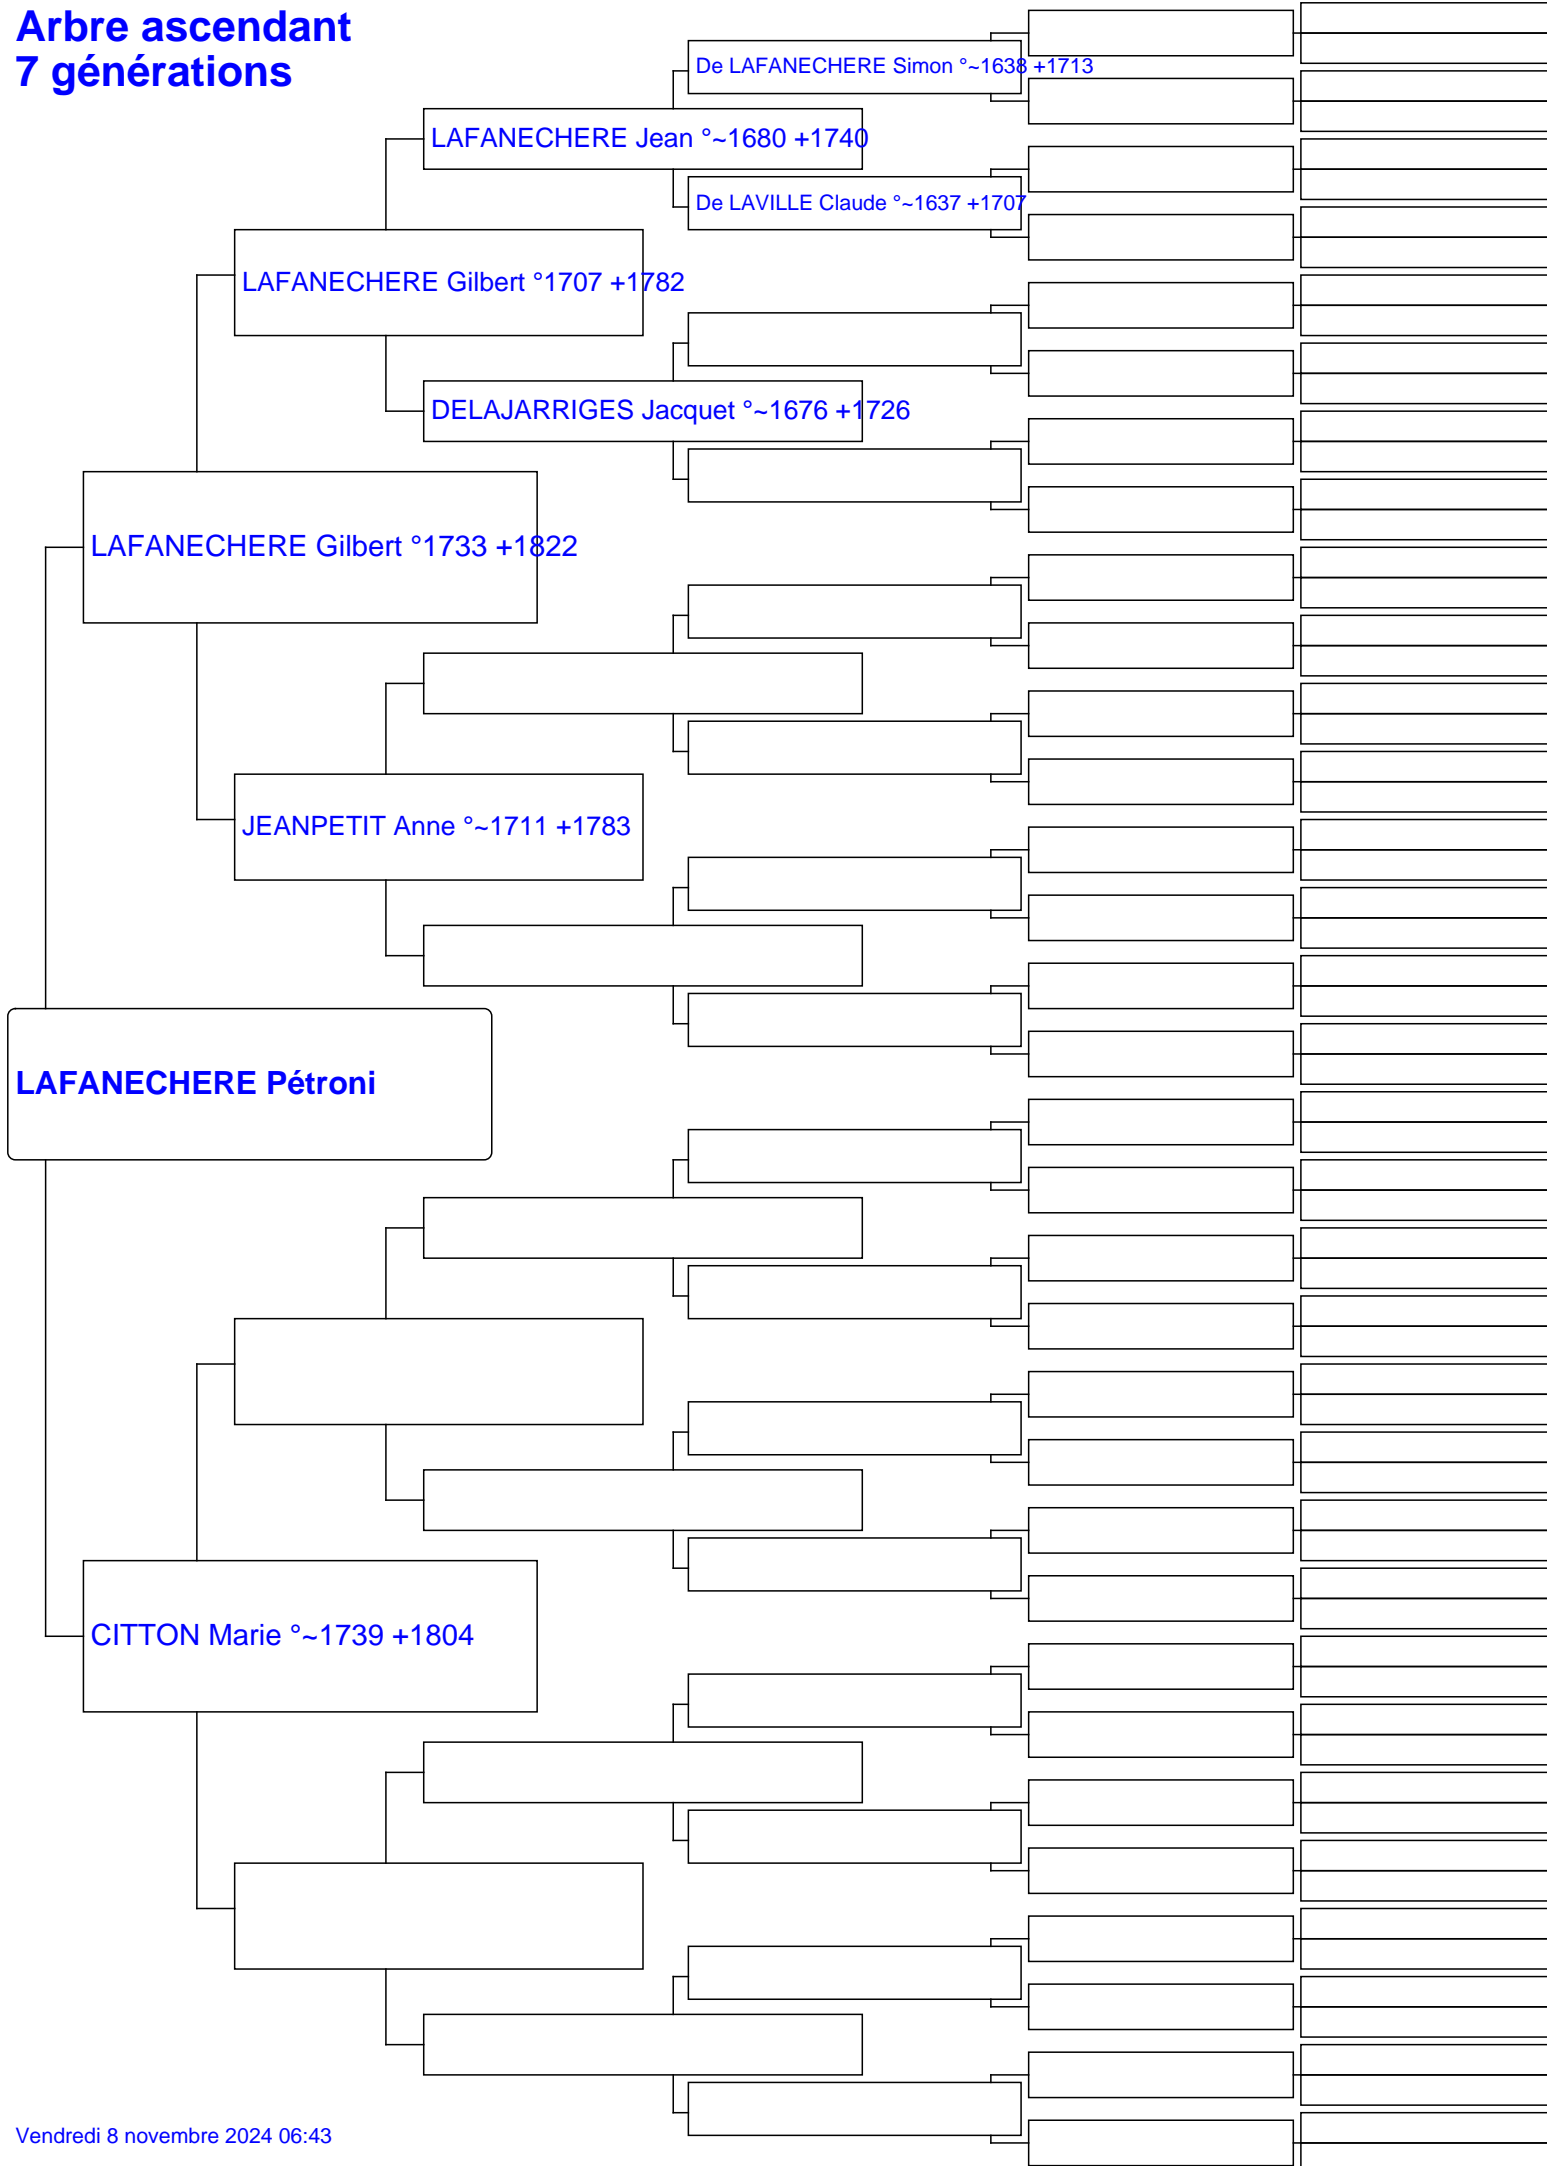 Arbre ascendant
7 générations
De LAFANECHERE Simon °~1638 +1713
LAFANECHERE Jean °~1680 +1740
De LAVILLE Claude °~1637 +1707
LAFANECHERE Gilbert °1707 +1782
DELAJARRIGES Jacquet °~1676 +1726
LAFANECHERE Gilbert °1733 +1822
JEANPETIT Anne °~1711 +1783
LAFANECHERE Pétroni
CITTON Marie °~1739 +1804
Vendredi 8 novembre 2024 06:43